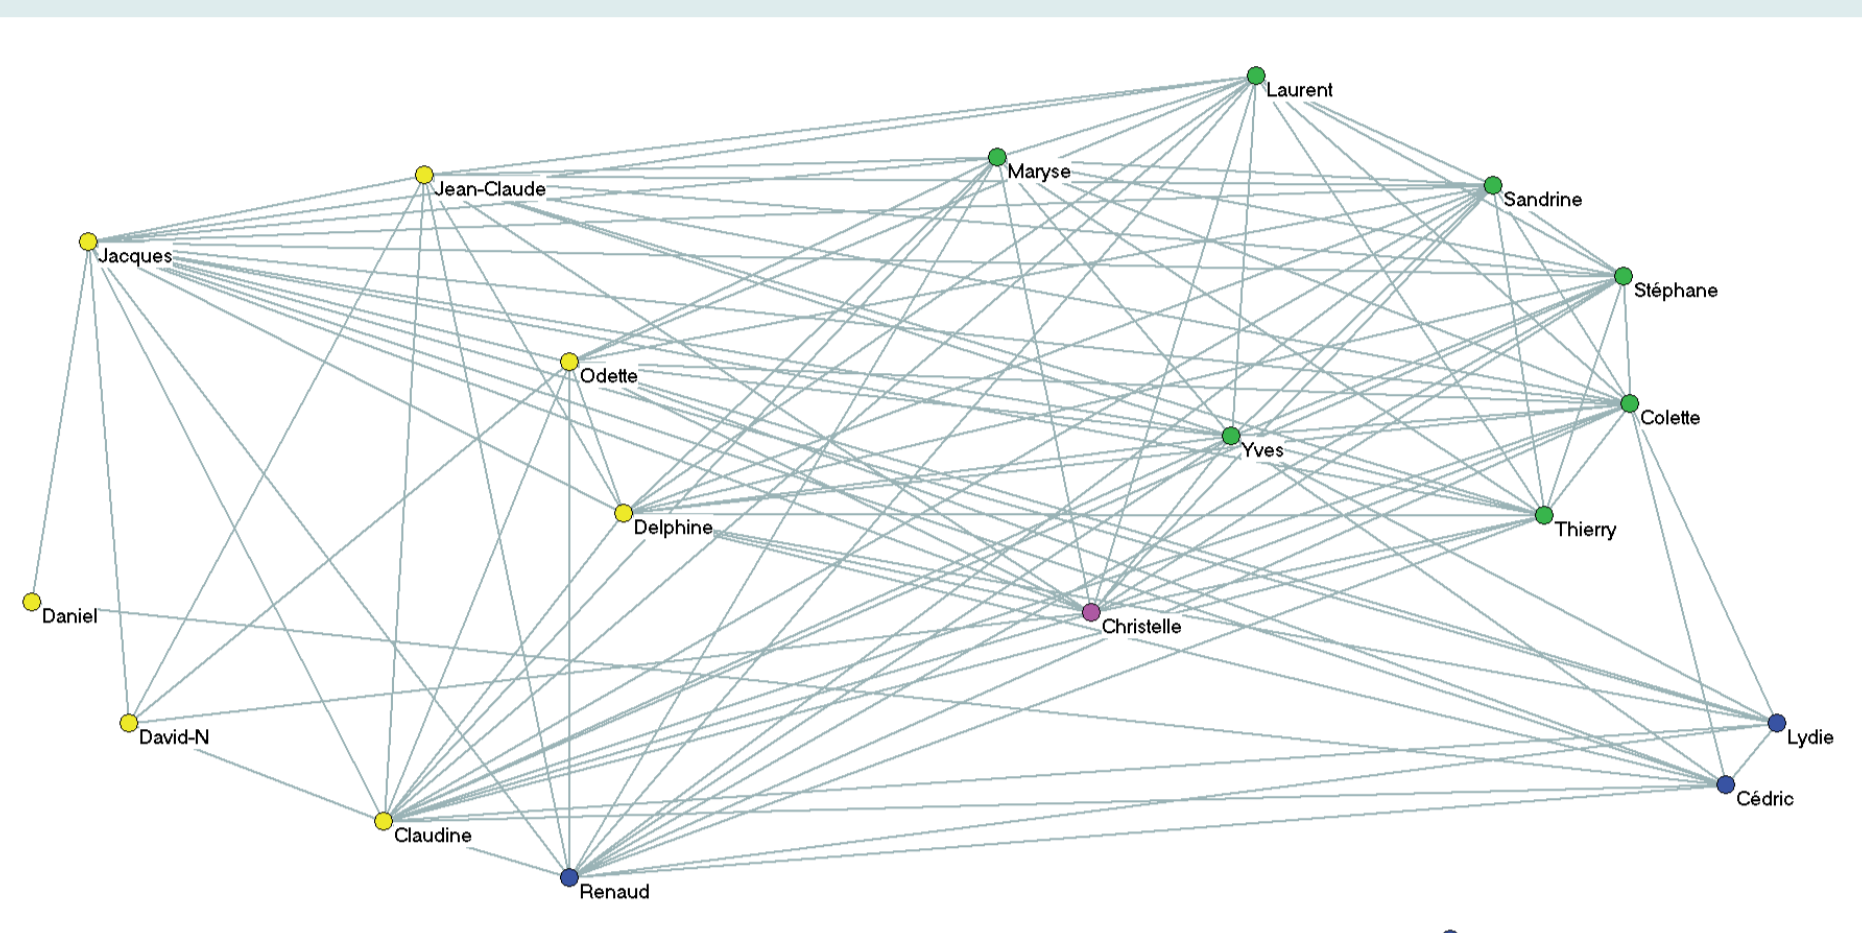 Laurent
Maryse
Jean-Claude
Sandrine
Jacques
Stéphane
Odette
Colette
Yves
Delphine
Thierry
Daniel
Christelle
David-N
Lydie
Cédric
Claudine
Renaud